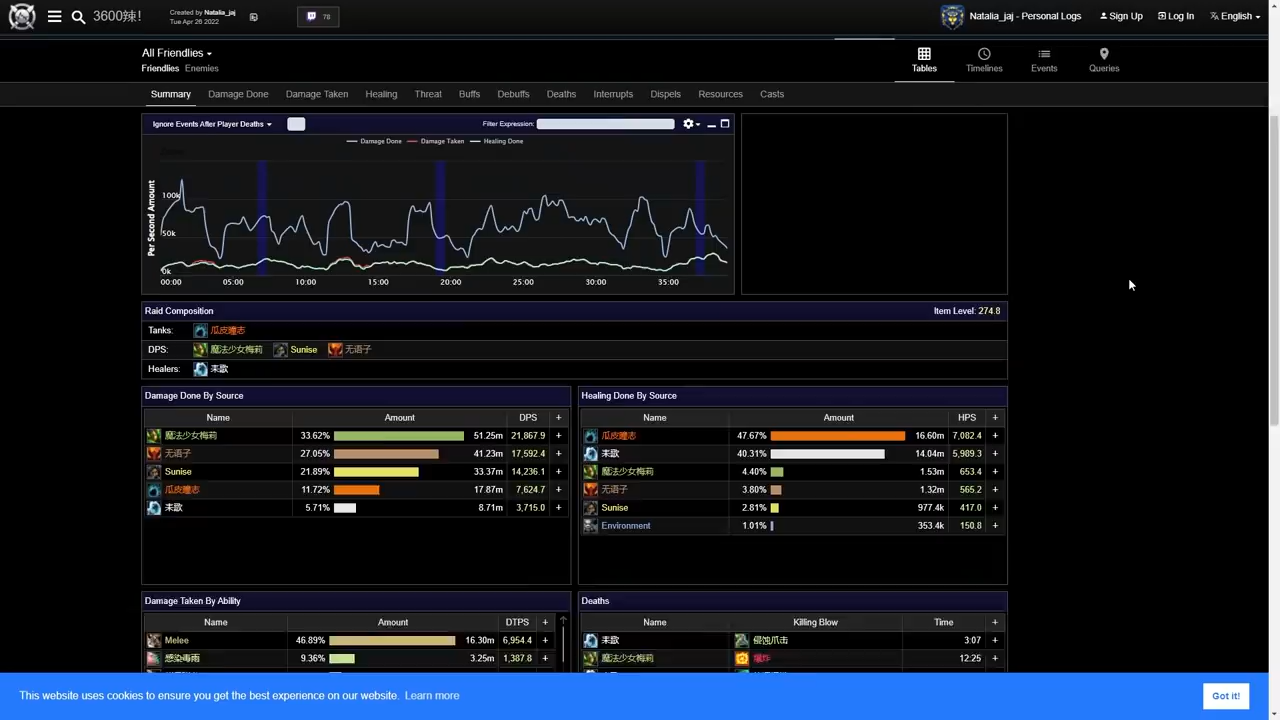 3600辣!
Created by Natalia_jaj
Tue Apr 26 2022
78
Natalia_jaj - Personal Logs
Sign Up
Log In
English
All Friendlies
Friendlies Enemies
Tables
Timelines
Events
Queries
Summary Damage Done Damage Taken Healing Threat Buffs Debuffs Deaths Interrupts Dispels Resources Casts
Ignore Events After Player Deaths
Filter Expression:
Damage Done Damage Taken Healing Done
Per Second Amount
100k
50k
0k
00:00 05:00 10:00 15:00 20:00 25:00 30:00 35:00
Raid Composition
Item Level: 274.8
Tanks: 瓜皮瞳志
DPS: 魔法少女梅莉 Sunise 无语子
Healers: 未歌
Damage Done By Source
Name Amount DPS +
魔法少女梅莉 33.62% 51.25m 21,867.9 +
无语子 27.05% 41.23m 17,592.4 +
Sunise 21.89% 33.37m 14,236.1 +
瓜皮瞳志 11.72% 17.87m 7,624.7 +
未歌 5.71% 8.71m 3,715.0 +
Healing Done By Source
Name Amount HPS +
瓜皮瞳志 47.67% 16.60m 7,082.4 +
未歌 40.31% 14.04m 5,989.3 +
魔法少女梅莉 4.40% 1.53m 653.4 +
无语子 3.80% 1.32m 565.2 +
Sunise 2.81% 977.4k 417.0 +
Environment 1.01% 353.4k 150.8 +
Damage Taken By Ability
Name Amount DTPS +
Melee 46.89% 16.30m 6,954.4 +
感染毒雨 9.36% 3.25m 1,387.8 +
Deaths
Name Killing Blow Time +
未歌 侵蚀爪击 3:07 +
魔法少女梅莉 爆炸 12:25 +
This website uses cookies to ensure you get the best experience on our website. Learn more
Got it!